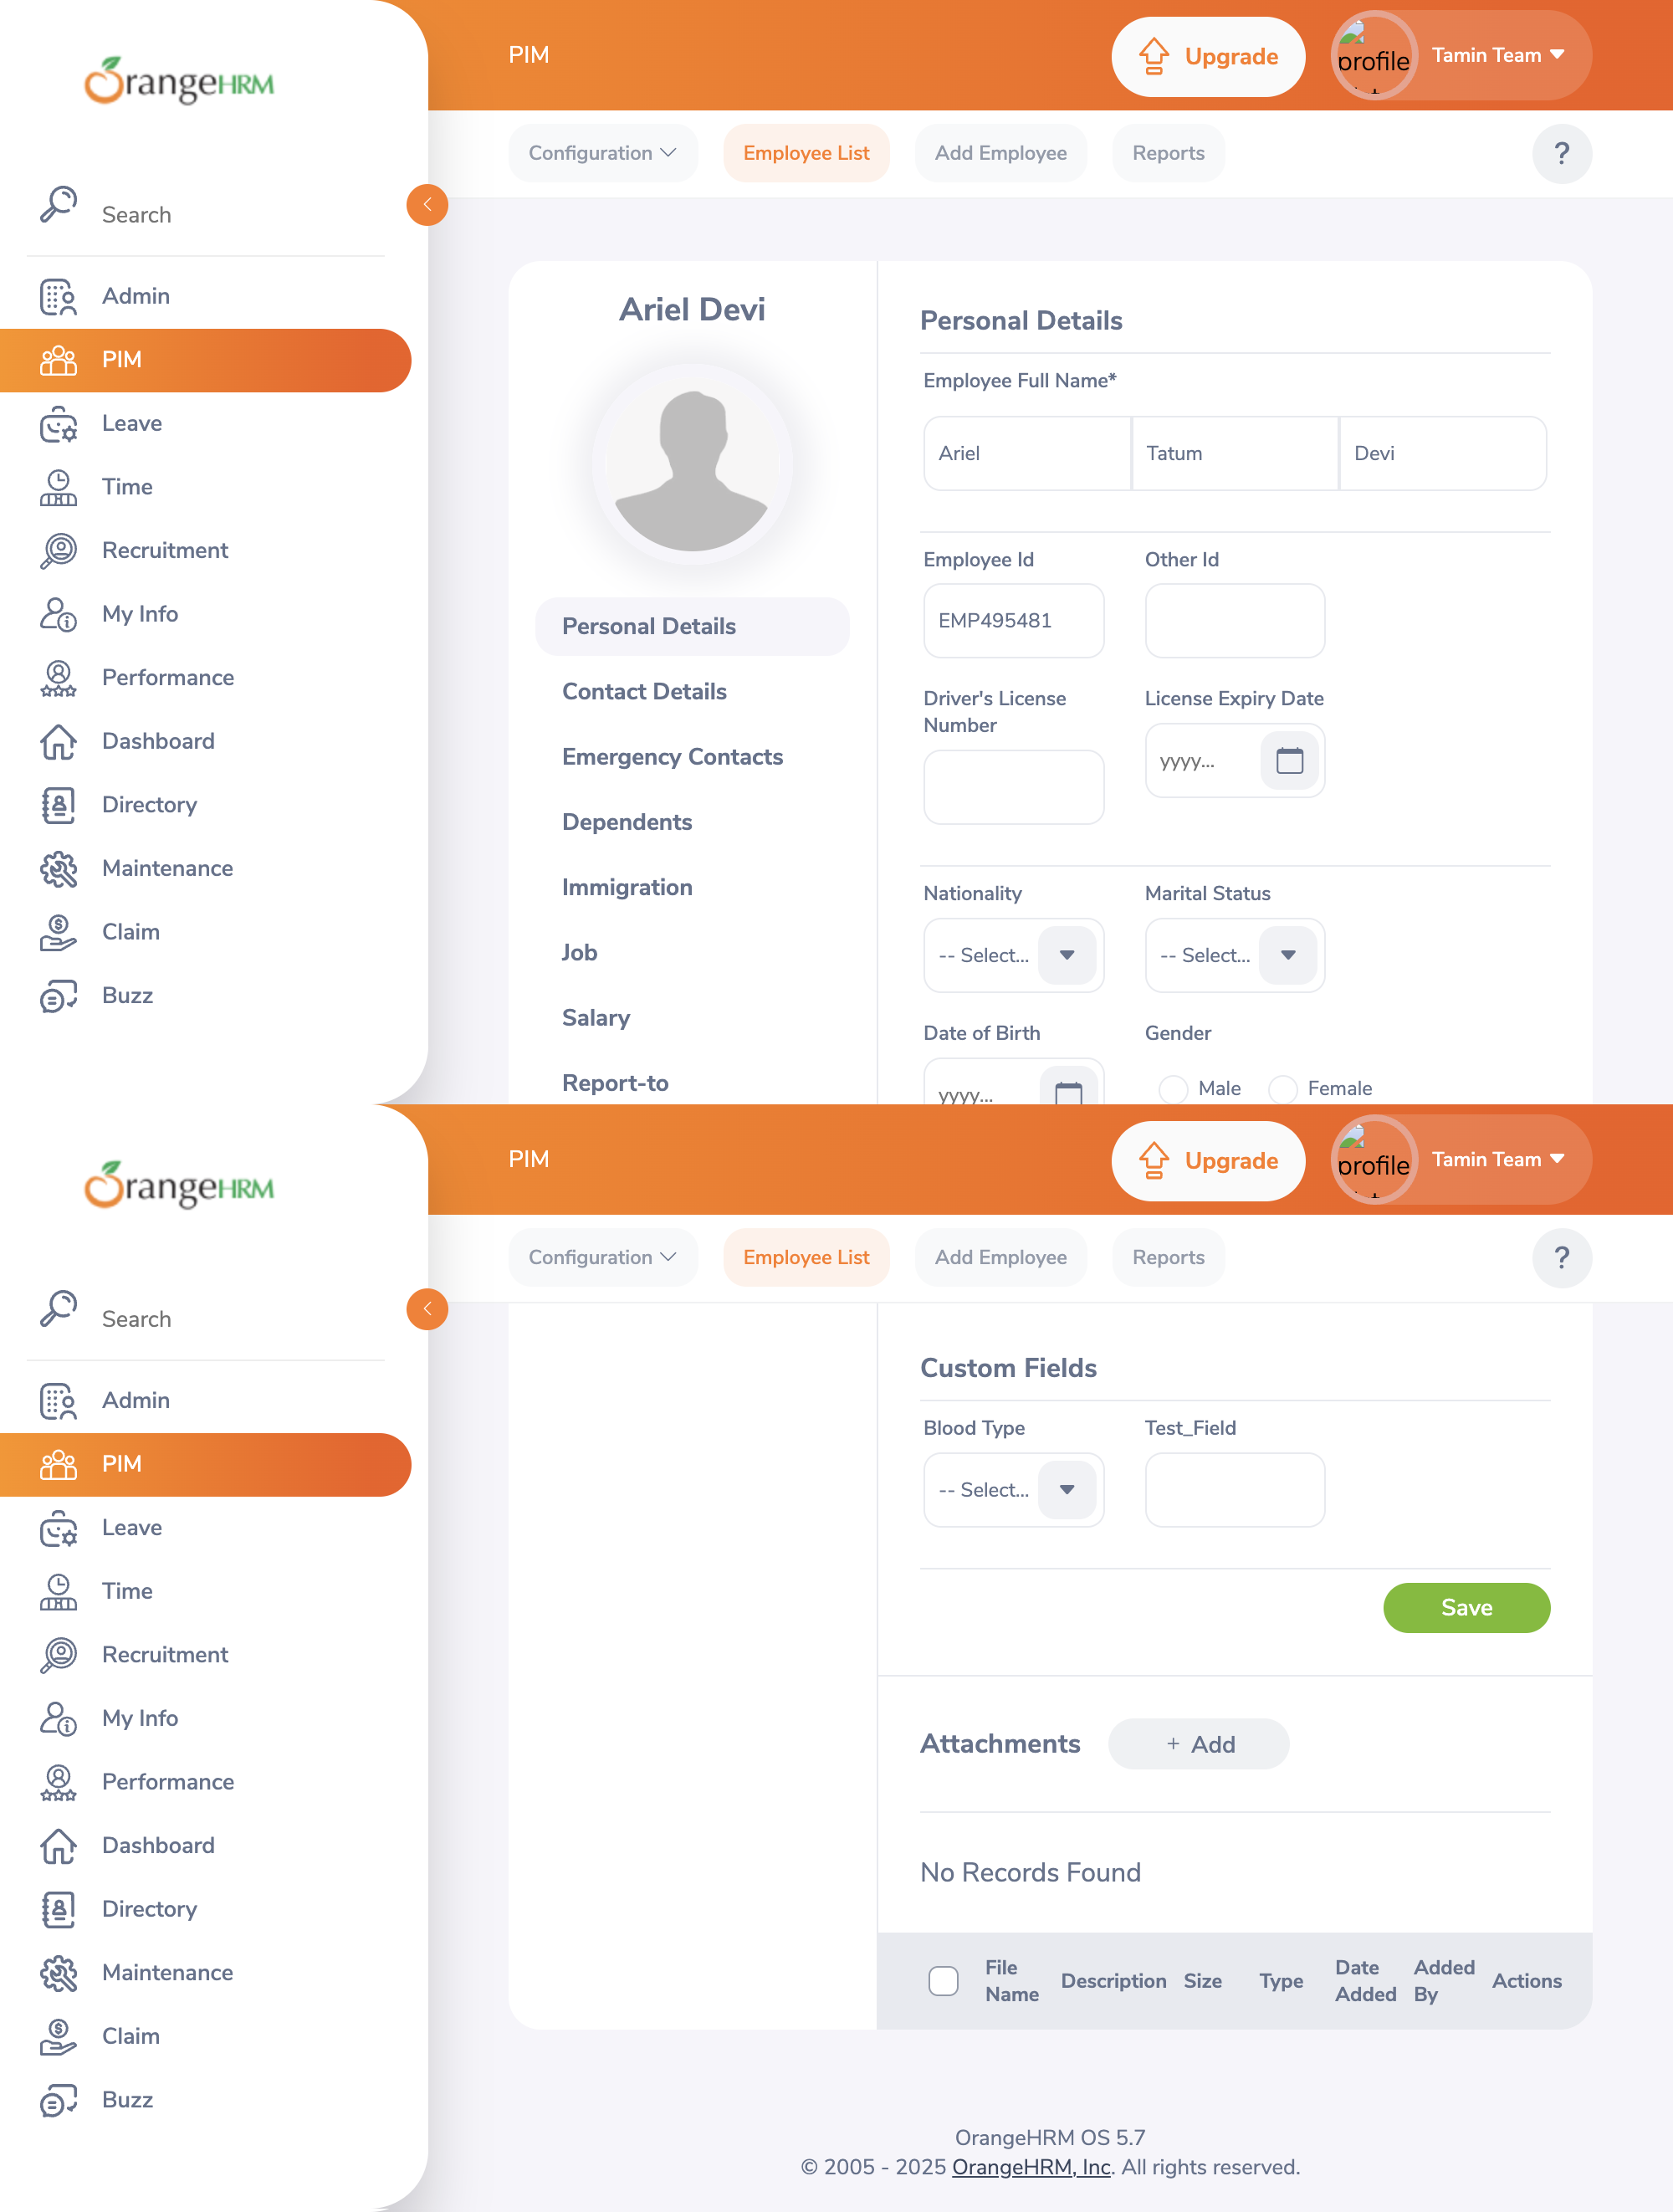 OrangeHRM
PIM
Upgrade
profile
Tamin Team
Configuration
Employee List
Add Employee
Reports
?
Search
Admin
PIM
Leave
Time
Recruitment
My Info
Performance
Dashboard
Directory
Maintenance
Claim
Buzz
Ariel Devi
Personal Details
Contact Details
Emergency Contacts
Dependents
Immigration
Job
Salary
Report-to
Personal Details
Employee Full Name*
Ariel
Tatum
Devi
Employee Id
Other Id
EMP495481
Driver's License
Number
License Expiry Date
yyyy...
Nationality
Marital Status
-- Select...
-- Select...
Date of Birth
Gender
yyyy...
Male
Female
OrangeHRM
PIM
Upgrade
profile
Tamin Team
Configuration
Employee List
Add Employee
Reports
?
Search
Admin
PIM
Leave
Time
Recruitment
My Info
Performance
Dashboard
Directory
Maintenance
Claim
Buzz
Custom Fields
Blood Type
Test_Field
-- Select...
Save
Attachments
+ Add
No Records Found
File
Name
Description
Size
Type
Date
Added
Added
By
Actions
OrangeHRM OS 5.7
© 2005 - 2025 OrangeHRM, Inc. All rights reserved.